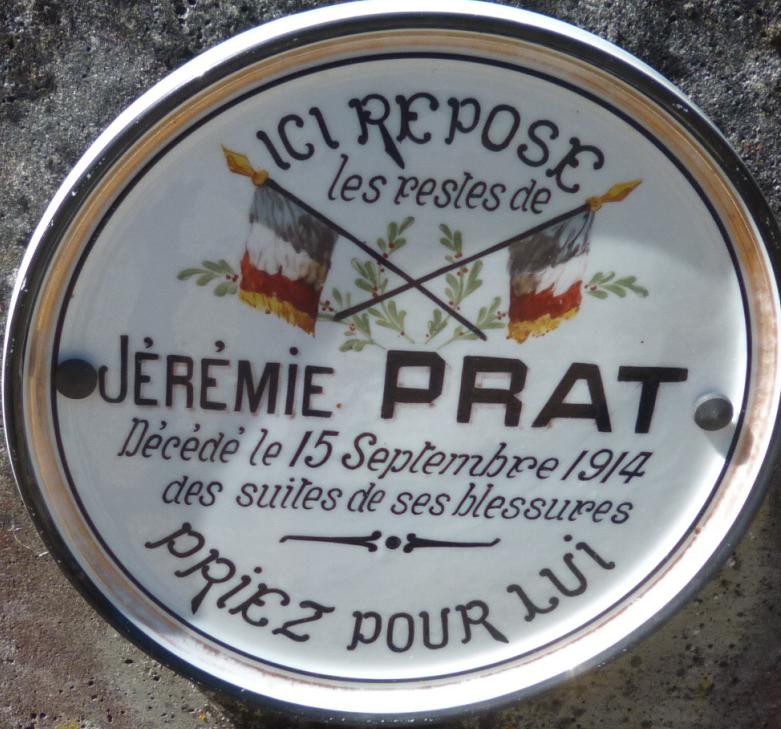 ICI REPOSE
les restes de
JÉRÉMIE PRAT
Décédé le 15 Septembre 1914
des suites de ses blessures
PRIEZ POUR LUI